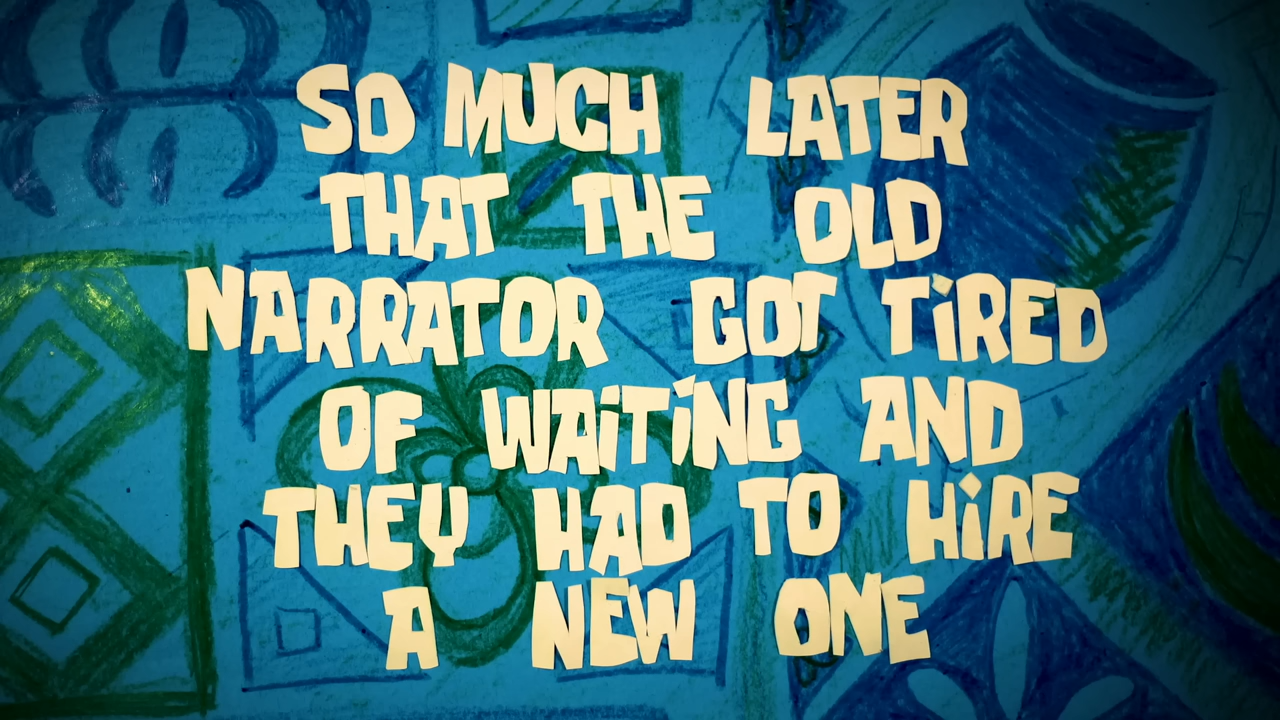 SO MUCH LATER
THAT THE OLD
NARRATOR GOT TiRED
OF WAiTiNG AND
THEY HAD TO HiRE
A NEW ONE